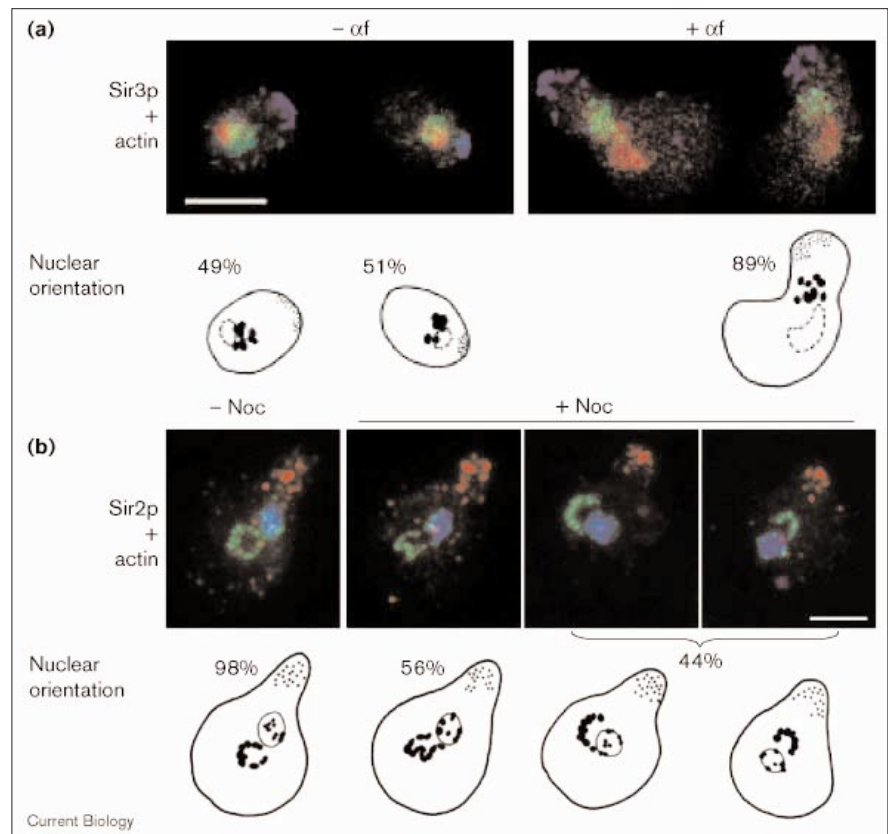 (a)
– αf
+ αf
Sir3p
+
actin
Nuclear
orientation
49%
51%
89%
– Noc
+ Noc
(b)
Sir2p
+
actin
Nuclear
orientation
98%
56%
44%
Current Biology